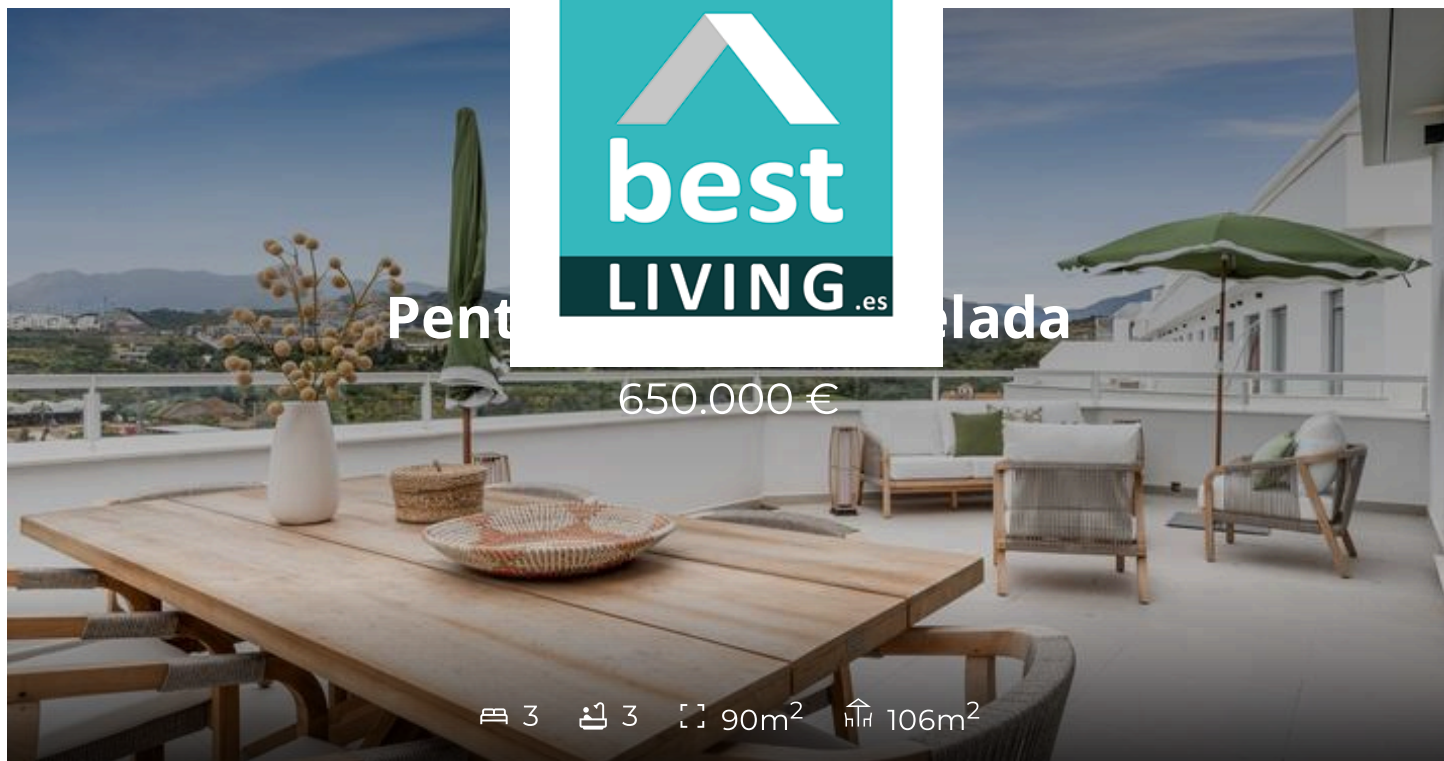 best
LIVING.es
Pent elada
650.000 €
3 3 90m² 106m²